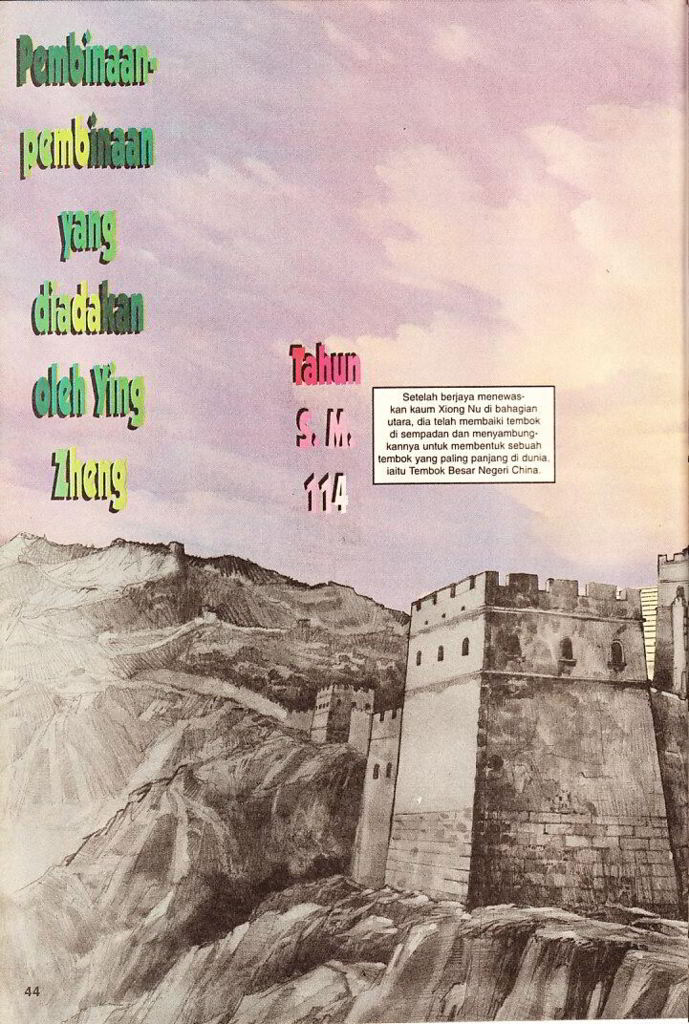 Pembinaan-
pembinaan
yang
diadakan
oleh Ying
Zheng
Tahun
S. M.
114
Setelah berjaya menewas-
kan kaum Xiong Nu di bahagian
utara, dia telah membaiki tembok
di sempadan dan menyambung-
kannya untuk membentuk sebuah
tembok yang paling panjang di dunia,
iaitu Tembok Besar Negeri China.
44